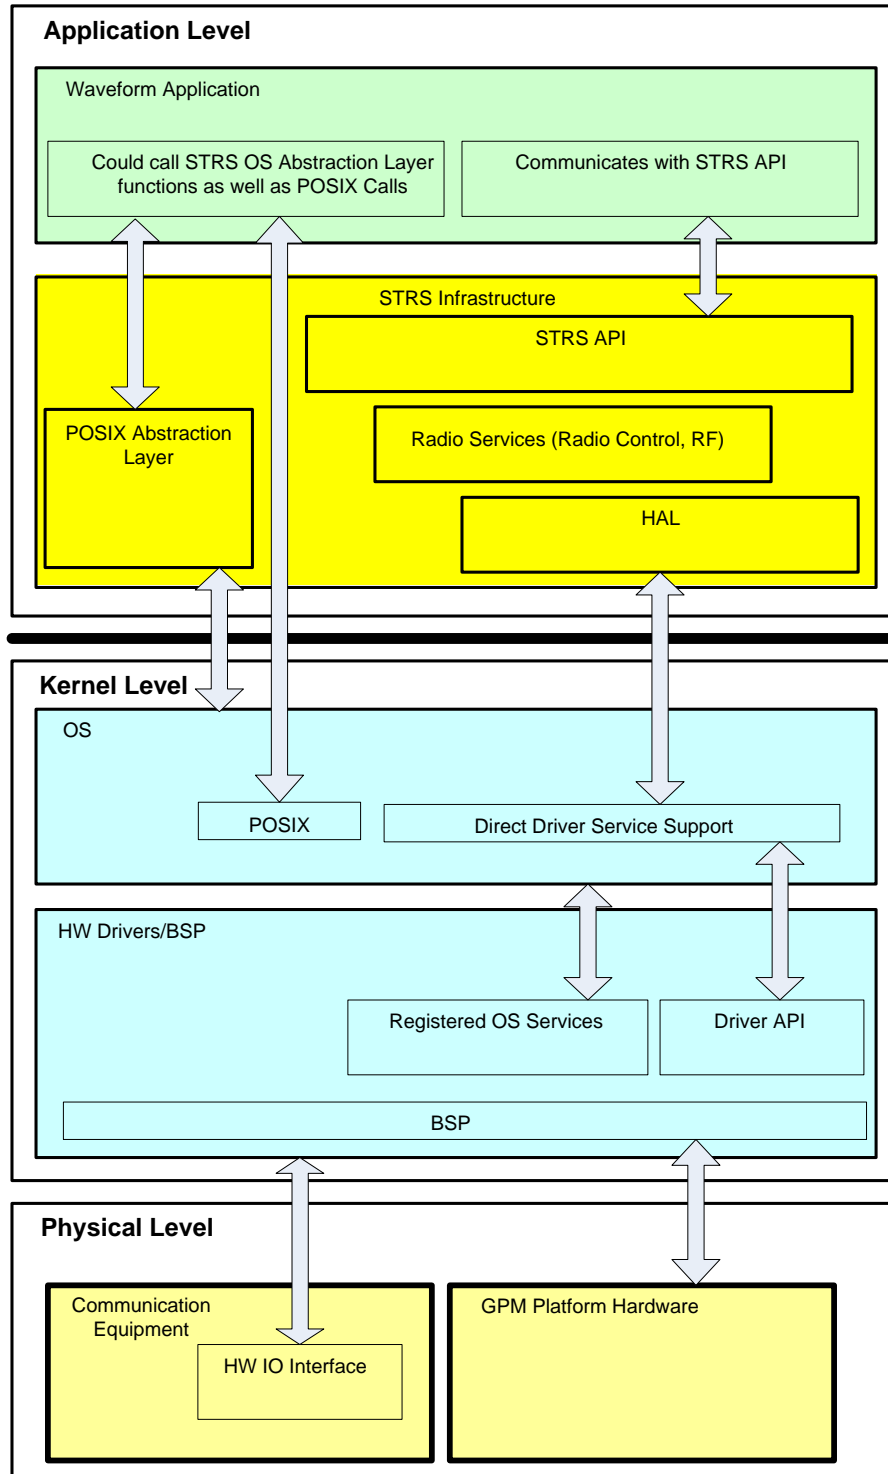 Application Level
Waveform Application
Could call STRS OS Abstraction Layer
functions as well as POSIX Calls
Communicates with STRS API
STRS Infrastructure
STRS API
POSIX Abstraction
Layer
Radio Services (Radio Control, RF)
HAL
Kernel Level
OS
POSIX
Direct Driver Service Support
HW Drivers/BSP
Registered OS Services
Driver API
BSP
Physical Level
Communication
Equipment
HW IO Interface
GPM Platform Hardware